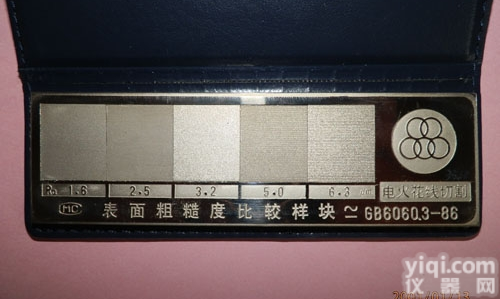 Ra 1.6 2.5 3.2 5.0 6.3 电火花线切割
MC 表面粗糙度比较样块 GB6060.3-86
yiqi.com
仪器网